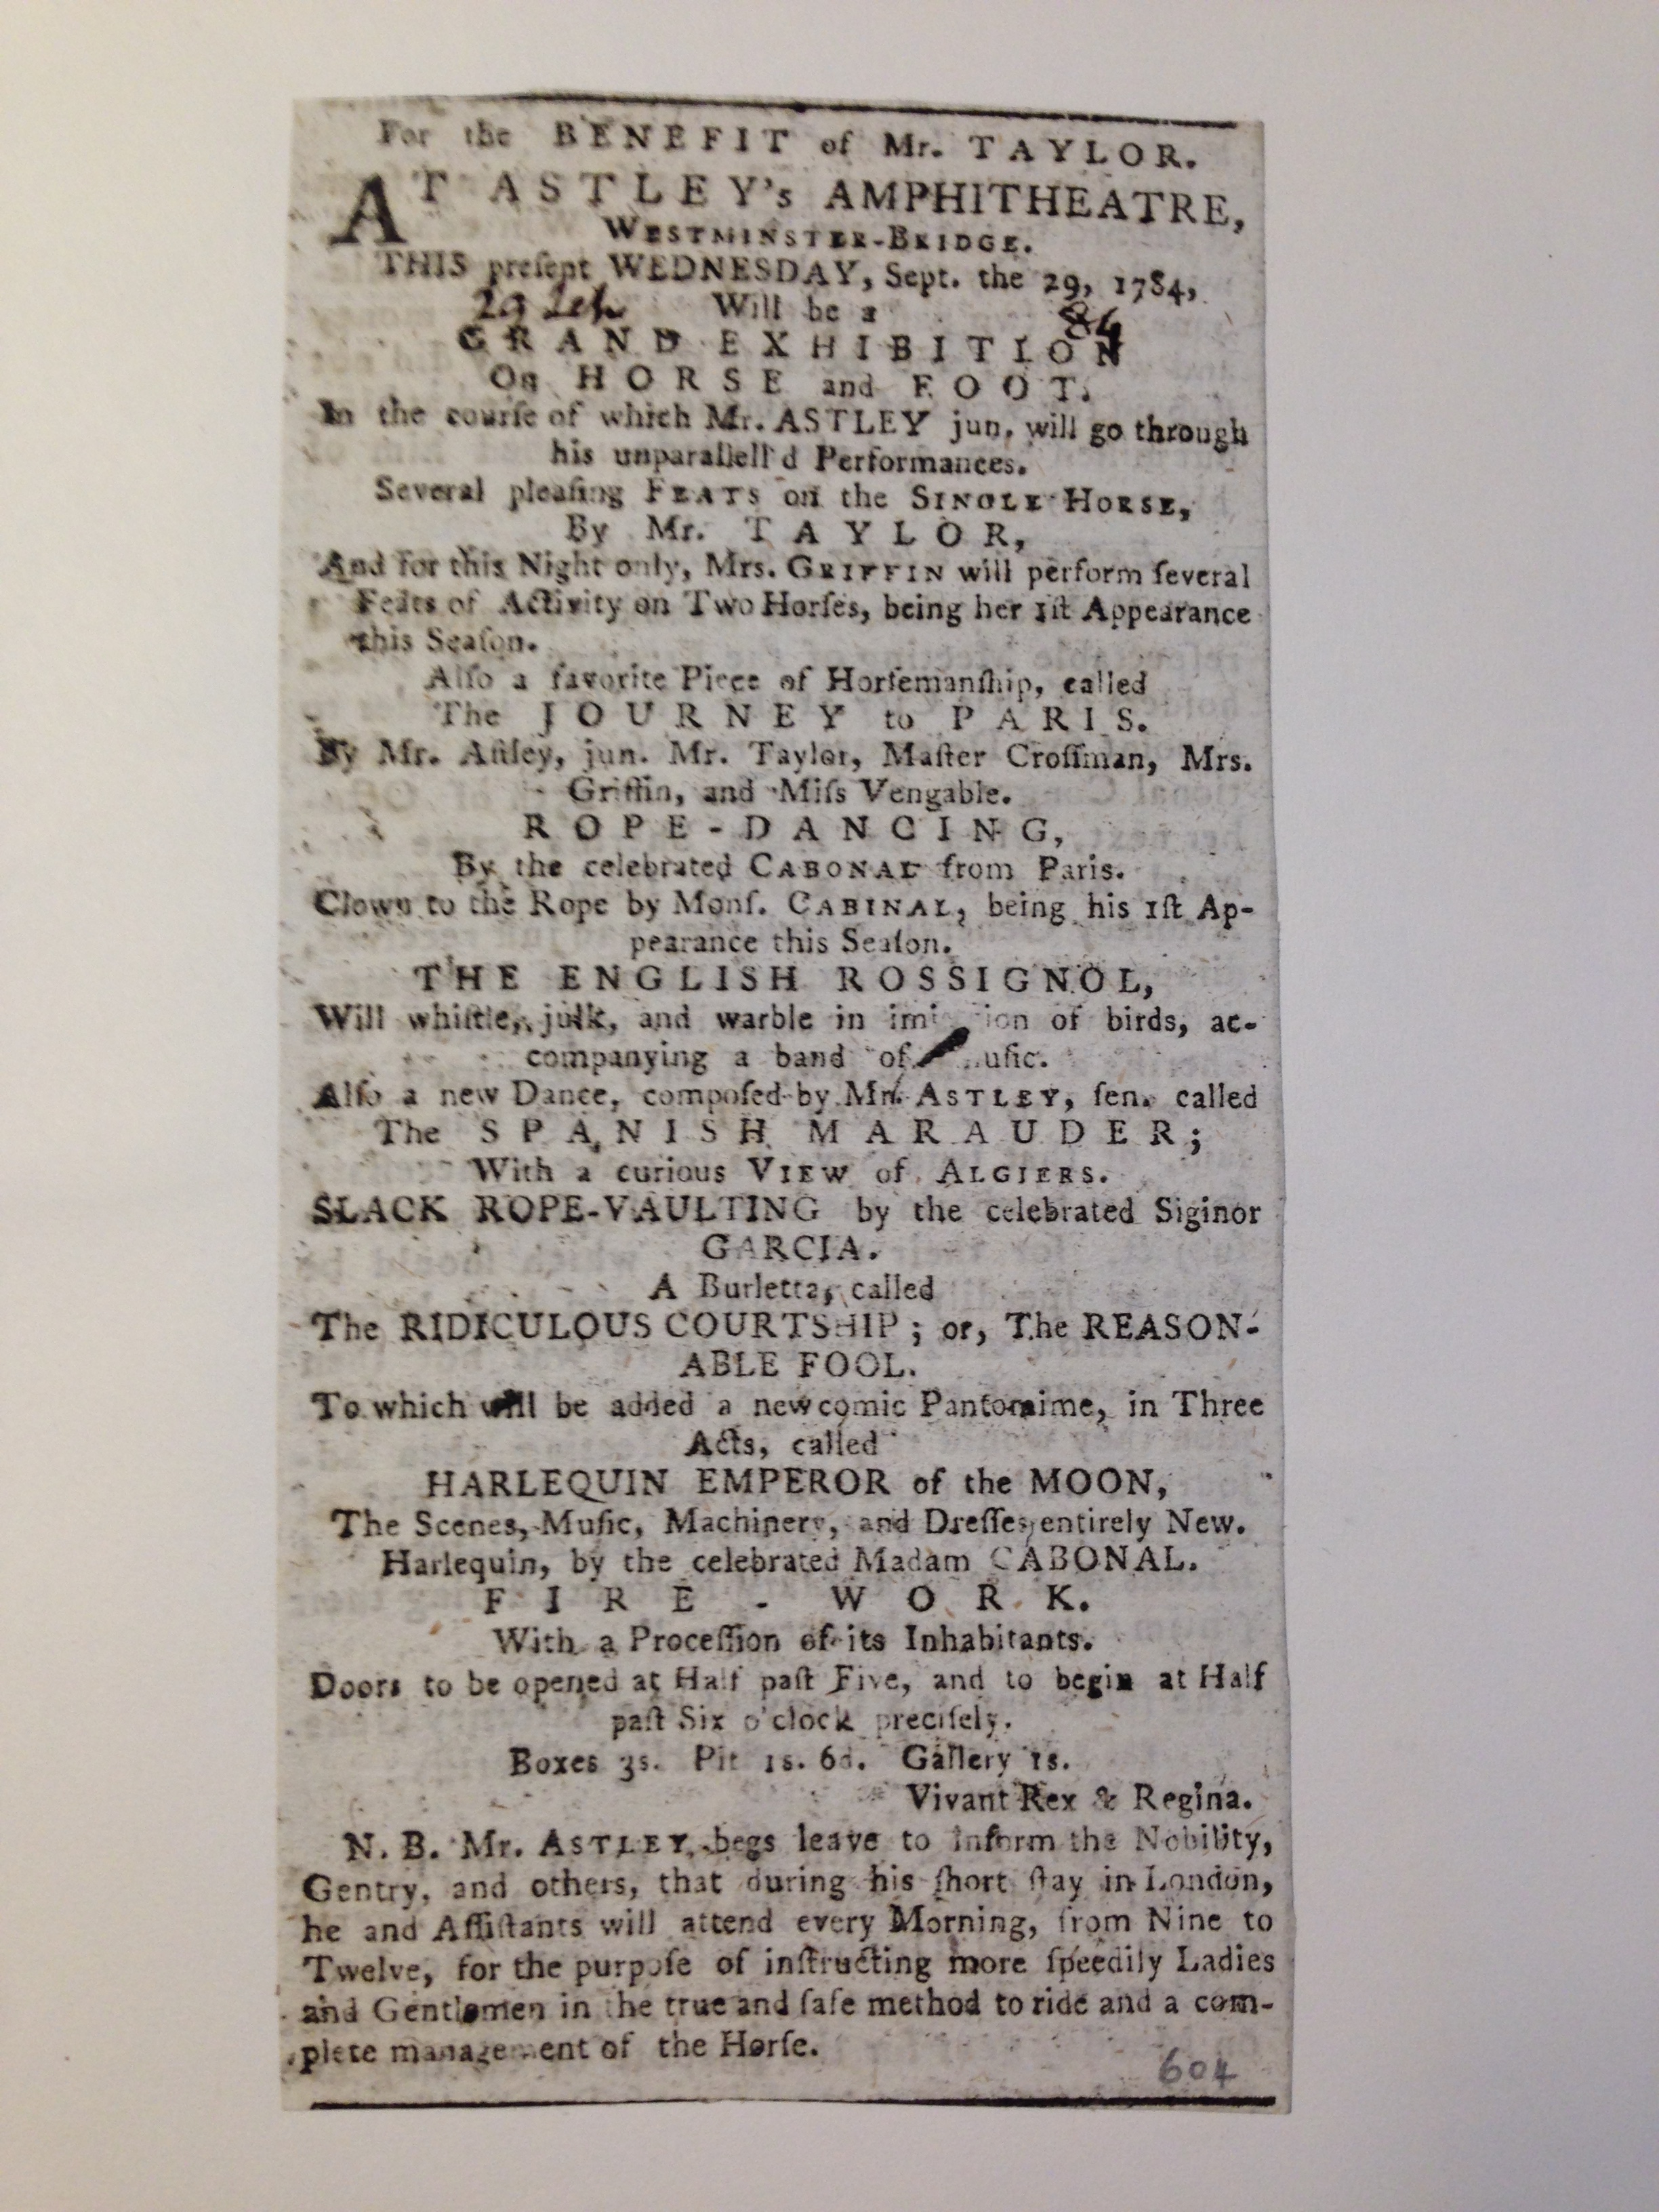 For the BENEFIT of Mr. TAYLOR.
AT ASTLEY's AMPHITHEATRE,
WESTMINSTER-BRIDGE.
THIS preſent WEDNESDAY, Sept. the 29, 1784,
29 Will be a 84
GRAND EXHIBITION
On HORSE and FOOT.
In the courſe of which Mr. ASTLEY jun. will go through
his unparallell'd Performances.
Several pleaſing FEATS on the SINGLE HORSE,
By Mr. TAYLOR,
And for this Night only, Mrs. GRIFFIN will perform ſeveral
Feats of Activity on Two Horſes, being her 1ſt Appearance
this Seaſon.
Alſo a favorite Piece of Horſemanſhip, called
The JOURNEY to PARIS.
By Mr. Aſtley, jun. Mr. Taylor, Maſter Croſſman, Mrs.
Griffin, and Miſs Vengable.
ROPE-DANCING,
By the celebrated CABONAL from Paris.
Clown to the Rope by Monſ. CABINAL, being his 1ſt Ap-
pearance this Seaſon.
THE ENGLISH ROSSIGNOL,
Will whiſtle, julk, and warble in imi ion of birds, ac-
companying a band of uſic.
Alſo a new Dance, compoſed by Mr. ASTLEY, ſen. called
The SPANISH MARAUDER;
With a curious VIEW of ALGIERS.
SLACK ROPE-VAULTING by the celebrated Siginor
GARCIA.
A Burletta, called
The RIDICULOUS COURTSHIP; or, The REASON-
ABLE FOOL.
To which will be added a new comic Pantomime, in Three
Acts, called
HARLEQUIN EMPEROR of the MOON,
The Scenes, Muſic, Machinery, and Dreſſes entirely New.
Harlequin, by the celebrated Madam CABONAL.
FIRE-WORK.
With a Proceſſion of its Inhabitants.
Doors to be opened at Half paſt Five, and to begin at Half
paſt Six o'clock preciſely.
Boxes 3s. Pit 1s. 6d. Gallery 1s.
Vivant Rex & Regina.
N. B. Mr. ASTLEY begs leave to inform the Nobility,
Gentry, and others, that during his ſhort ſtay in London,
he and Aſſiſtants will attend every Morning, from Nine to
Twelve, for the purpoſe of inſtructing more ſpeedily Ladies
and Gentlemen in the true and ſafe method to ride and a com-
plete management of the Horſe.
604